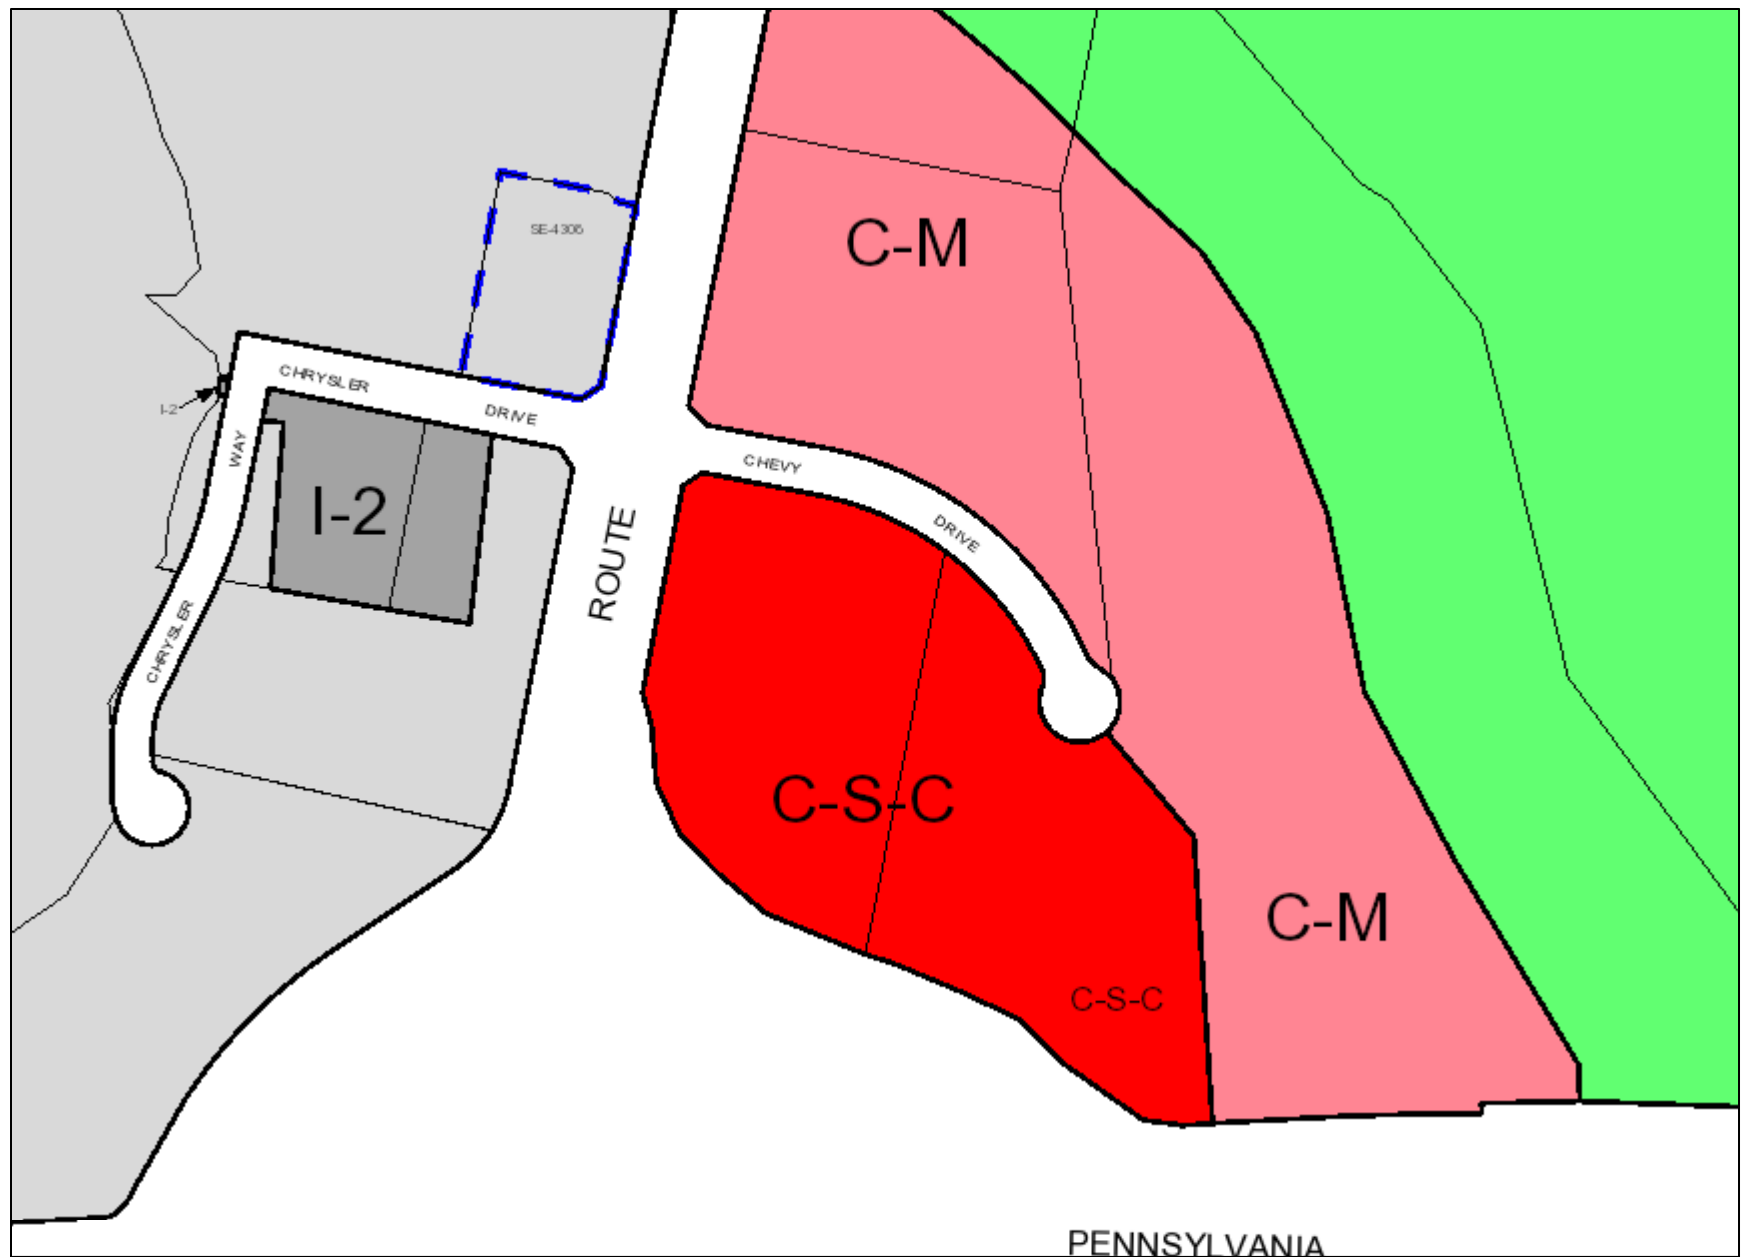 SE-4306
C-M
CHRYSLER
DRIVE
I-2
WAY
CHEVY
I-2
DRIVE
ROUTE
CHRYSLER
C-S-C
C-M
C-S-C
PENNSYLVANIA